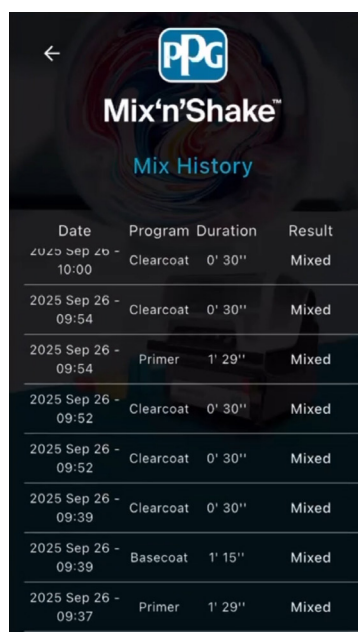 PPG
Mix'n'Shake™
Mix History
Date Program Duration Result
2025 Sep 26 - 10:00 Clearcoat 0' 30'' Mixed
2025 Sep 26 - 09:54 Clearcoat 0' 30'' Mixed
2025 Sep 26 - 09:54 Primer 1' 29'' Mixed
2025 Sep 26 - 09:52 Clearcoat 0' 30'' Mixed
2025 Sep 26 - 09:52 Clearcoat 0' 30'' Mixed
2025 Sep 26 - 09:39 Clearcoat 0' 30'' Mixed
2025 Sep 26 - 09:39 Basecoat 1' 15'' Mixed
2025 Sep 26 - 09:37 Primer 1' 29'' Mixed